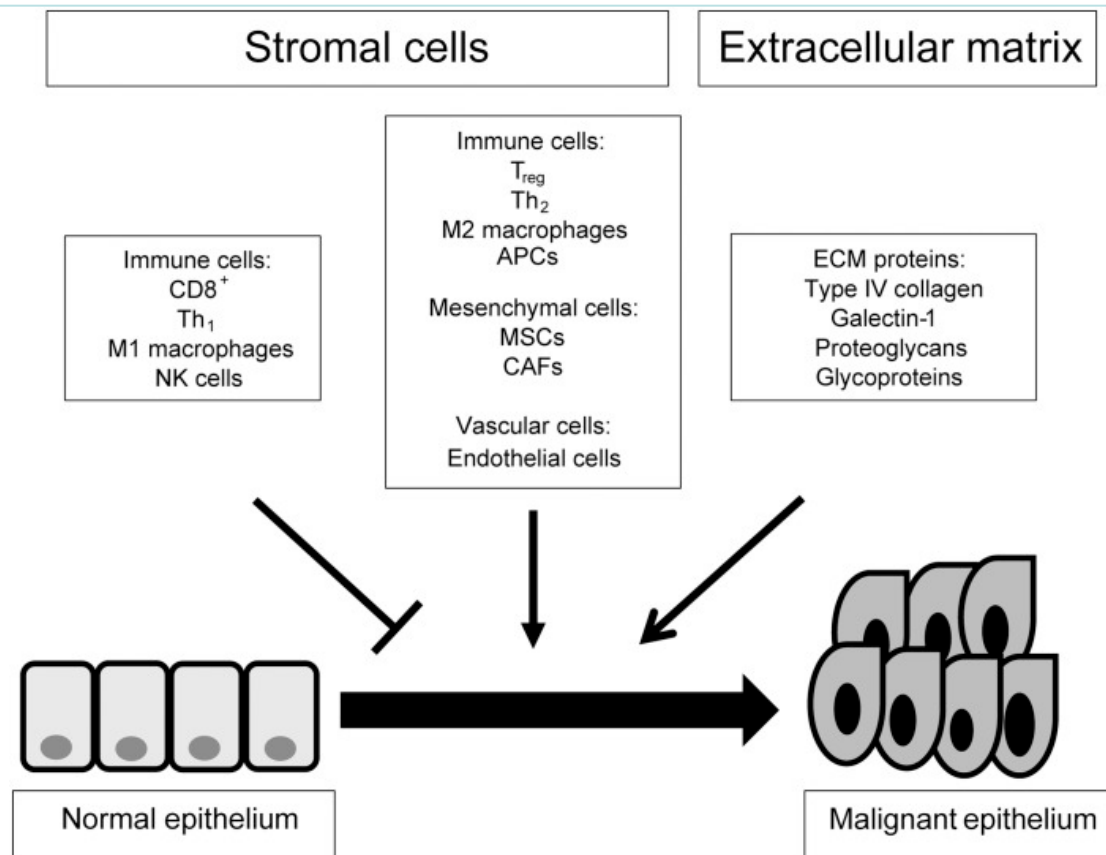 Stromal cells
Extracellular matrix
Immune cells:
CD8⁺
Th₁
M1 macrophages
NK cells
Immune cells:
T_reg
Th₂
M2 macrophages
APCs
Mesenchymal cells:
MSCs
CAFs
Vascular cells:
Endothelial cells
ECM proteins:
Type IV collagen
Galectin-1
Proteoglycans
Glycoproteins
Normal epithelium
Malignant epithelium